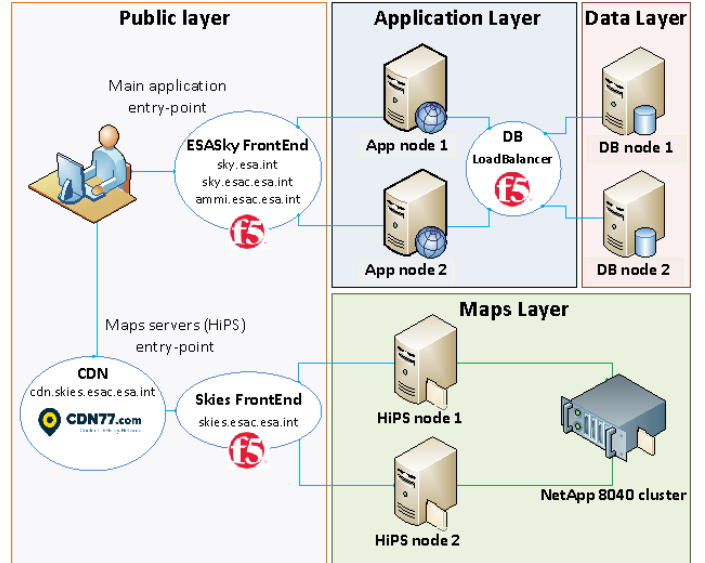 Public layer
Application Layer
Data Layer
Main application
entry-point
ESASky FrontEnd
sky.esa.int
sky.esac.esa.int
ammi.esac.esa.int
f5
App node 1
App node 2
DB
LoadBalancer
f5
DB node 1
DB node 2
Maps servers (HiPS)
entry-point
CDN
cdn.skies.esac.esa.int
CDN77.com
Skies FrontEnd
skies.esac.esa.int
f5
Maps Layer
HiPS node 1
HiPS node 2
NetApp 8040 cluster